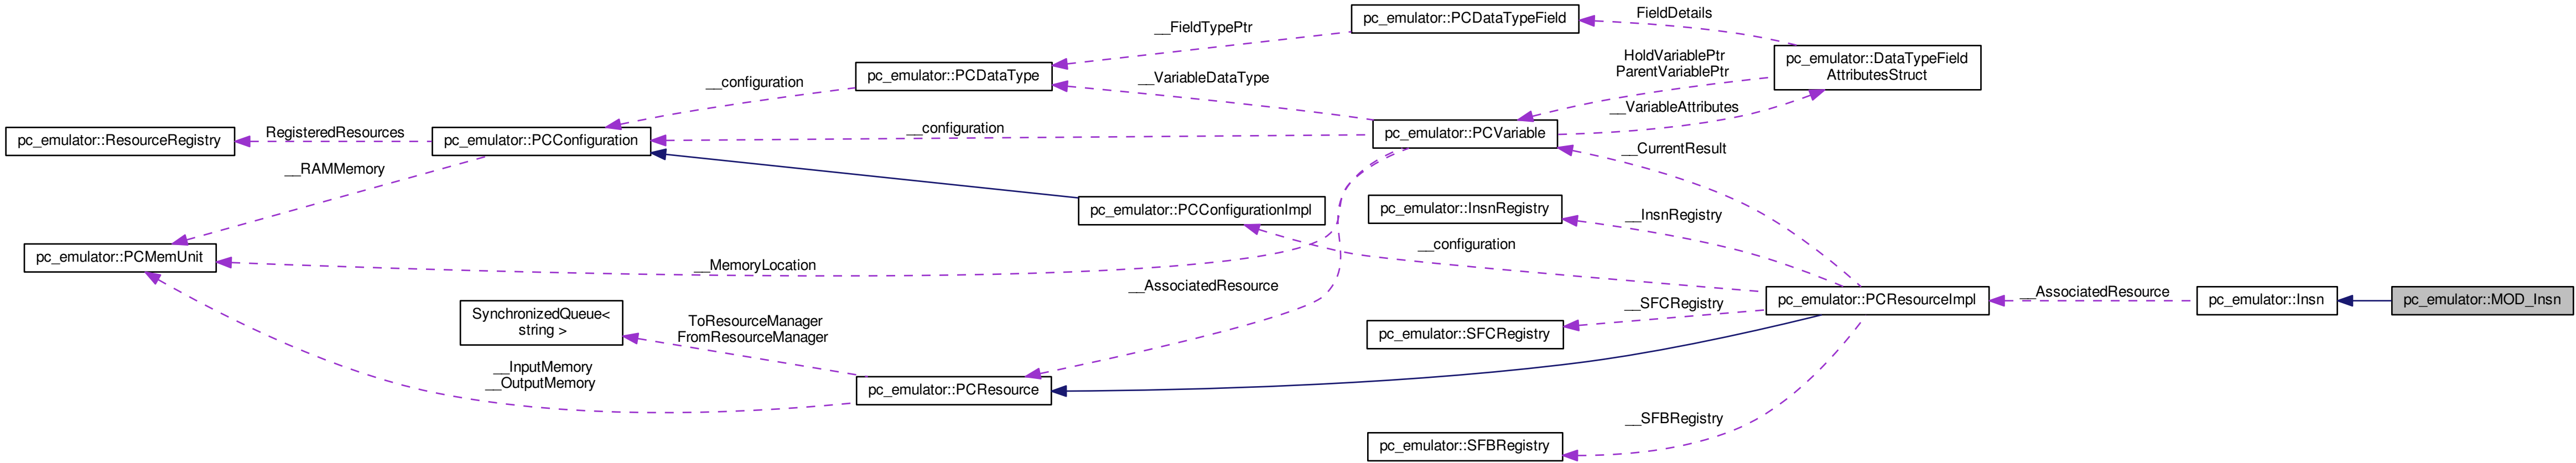 pc_emulator::PCDataTypeField
FieldDetails
__FieldTypePtr
pc_emulator::DataTypeField
AttributesStruct
HoldVariablePtr
ParentVariablePtr
pc_emulator::PCDataType
__configuration
__VariableDataType
__VariableAttributes
pc_emulator::ResourceRegistry
RegisteredResources
pc_emulator::PCConfiguration
__configuration
pc_emulator::PCVariable
__CurrentResult
__RAMMemory
pc_emulator::PCConfigurationImpl
pc_emulator::InsnRegistry
__InsnRegistry
__configuration
pc_emulator::PCMemUnit
__MemoryLocation
__AssociatedResource
SynchronizedQueue<
string >
ToResourceManager
FromResourceManager
pc_emulator::SFCRegistry
__SFCRegistry
pc_emulator::PCResourceImpl
__AssociatedResource
pc_emulator::Insn
pc_emulator::MOD_Insn
__InputMemory
__OutputMemory
pc_emulator::PCResource
__SFBRegistry
pc_emulator::SFBRegistry